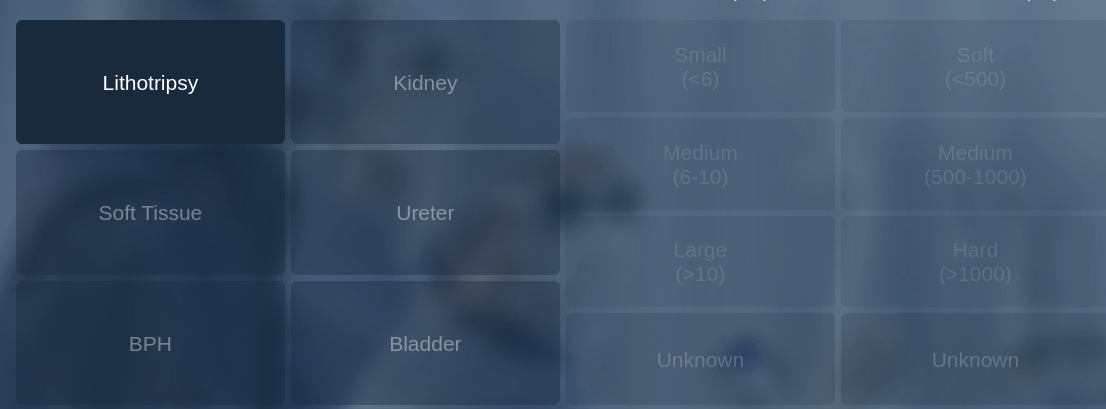 Lithotripsy
Soft Tissue
BPH
Kidney
Ureter
Bladder
Small
(<6)
Medium
(6-10)
Large
(>10)
Unknown
Soft
(<500)
Medium
(500-1000)
Hard
(>1000)
Unknown